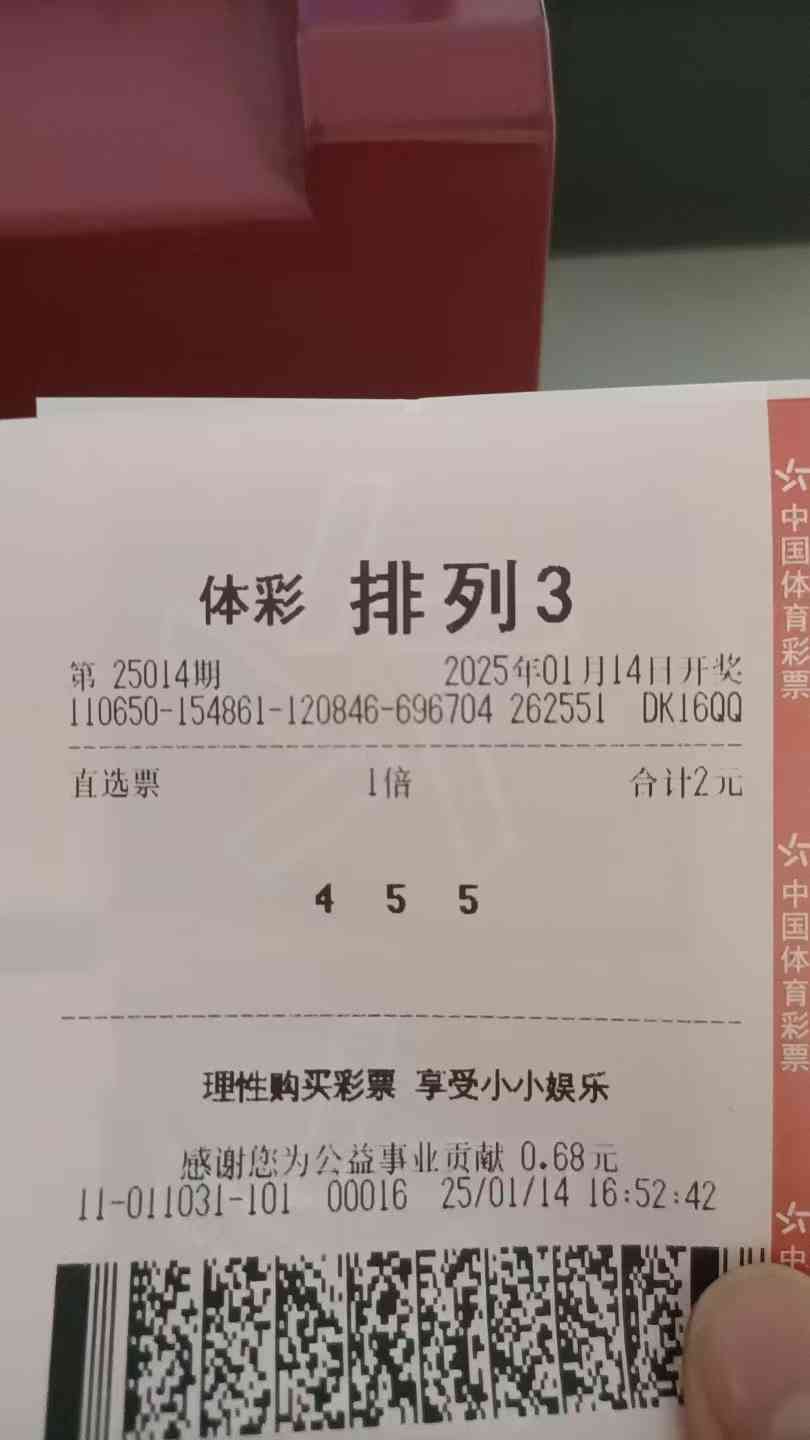 体彩 排列3
第 25014期 2025年01月14日开奖
110650-154861-120846-696704 262551 DK16QQ
直选票 1倍 合计2元
4 5 5
理性购买彩票 享受小小娱乐
感谢您为公益事业贡献 0.68元
11-011031-101 00016 25/01/14 16:52:42
中国体育彩票
中国体育彩票
中